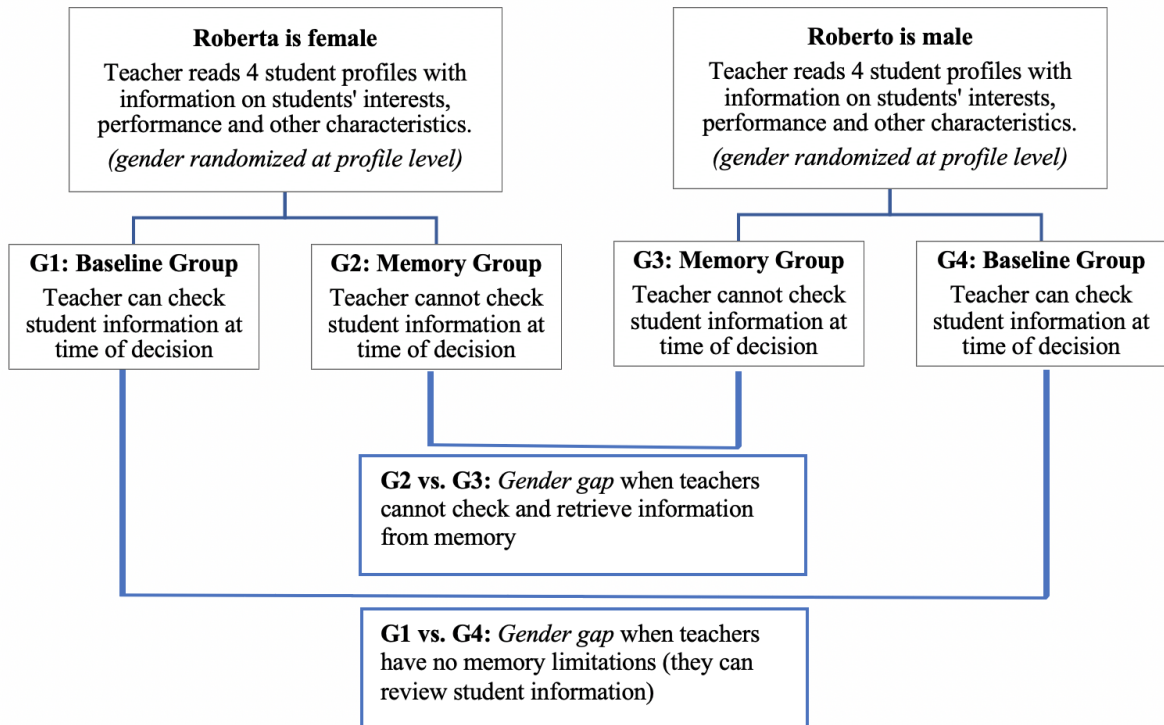 Roberta is female
Teacher reads 4 student profiles with
information on students' interests,
performance and other characteristics.
(gender randomized at profile level)
Roberto is male
Teacher reads 4 student profiles with
information on students' interests,
performance and other characteristics.
(gender randomized at profile level)
G1: Baseline Group
Teacher can check
student information at
time of decision
G2: Memory Group
Teacher cannot check
student information at
time of decision
G3: Memory Group
Teacher cannot check
student information at
time of decision
G4: Baseline Group
Teacher can check
student information at
time of decision
G2 vs. G3: Gender gap when teachers
cannot check and retrieve information
from memory
G1 vs. G4: Gender gap when teachers
have no memory limitations (they can
review student information)